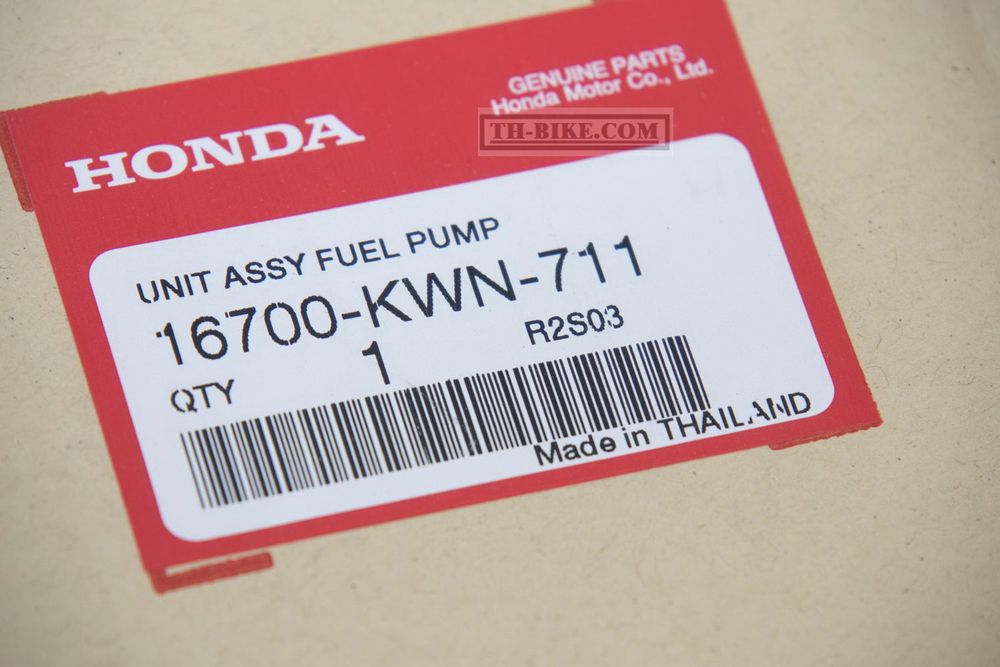 HONDA
GENUINE PARTS
Honda Motor Co., Ltd.
TH-BIKE.COM
UNIT ASSY FUEL PUMP
16700-KWN-711
QTY 1 R2S03
Made in THAILAND